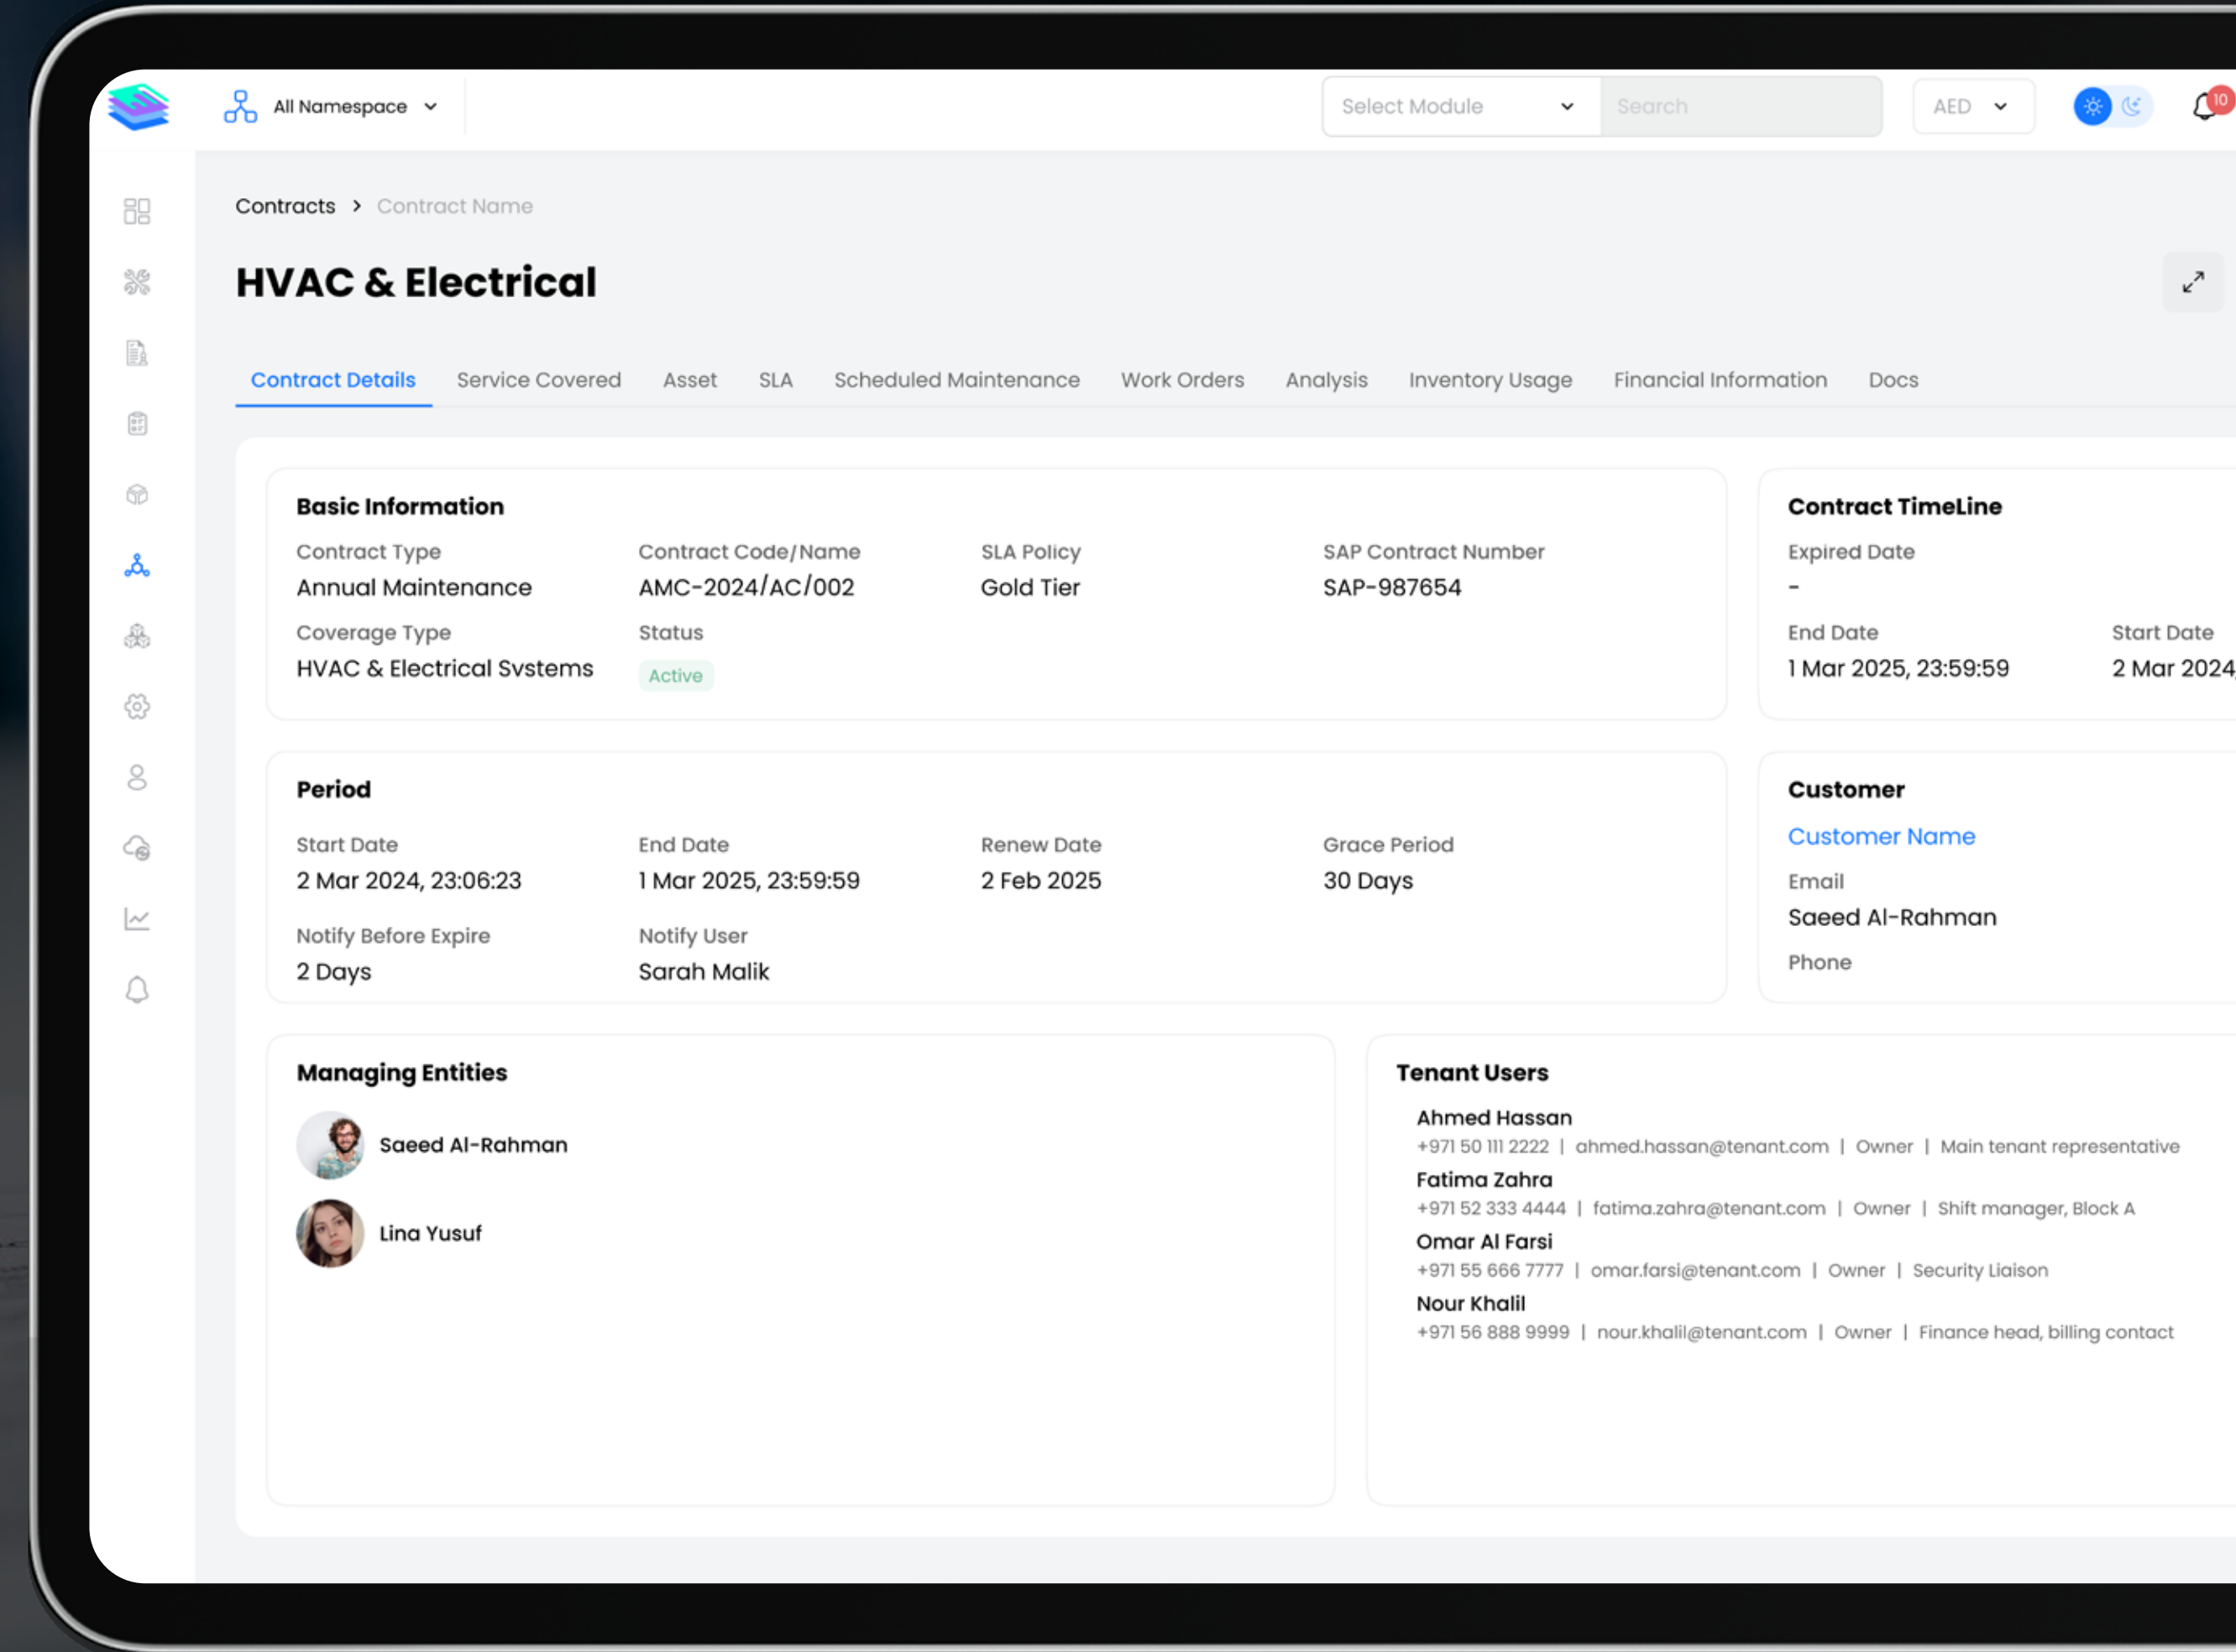 All Namespace
Select Module
Search
AED
10
Contracts > Contract Name
HVAC & Electrical
Contract Details Service Covered Asset SLA Scheduled Maintenance Work Orders Analysis Inventory Usage Financial Information Docs
Basic Information
Contract Type Contract Code/Name SLA Policy SAP Contract Number
Annual Maintenance AMC-2024/AC/002 Gold Tier SAP-987654
Coverage Type Status
HVAC & Electrical Systems Active
Contract TimeLine
Expired Date
-
End Date Start Date
1 Mar 2025, 23:59:59 2 Mar 2024,
Period
Start Date End Date Renew Date Grace Period
2 Mar 2024, 23:06:23 1 Mar 2025, 23:59:59 2 Feb 2025 30 Days
Notify Before Expire Notify User
2 Days Sarah Malik
Customer
Customer Name
Email
Saeed Al-Rahman
Phone
Managing Entities
Saeed Al-Rahman
Lina Yusuf
Tenant Users
Ahmed Hassan
+971 50 111 2222 | ahmed.hassan@tenant.com | Owner | Main tenant representative
Fatima Zahra
+971 52 333 4444 | fatima.zahra@tenant.com | Owner | Shift manager, Block A
Omar Al Farsi
+971 55 666 7777 | omar.farsi@tenant.com | Owner | Security Liaison
Nour Khalil
+971 56 888 9999 | nour.khalil@tenant.com | Owner | Finance head, billing contact